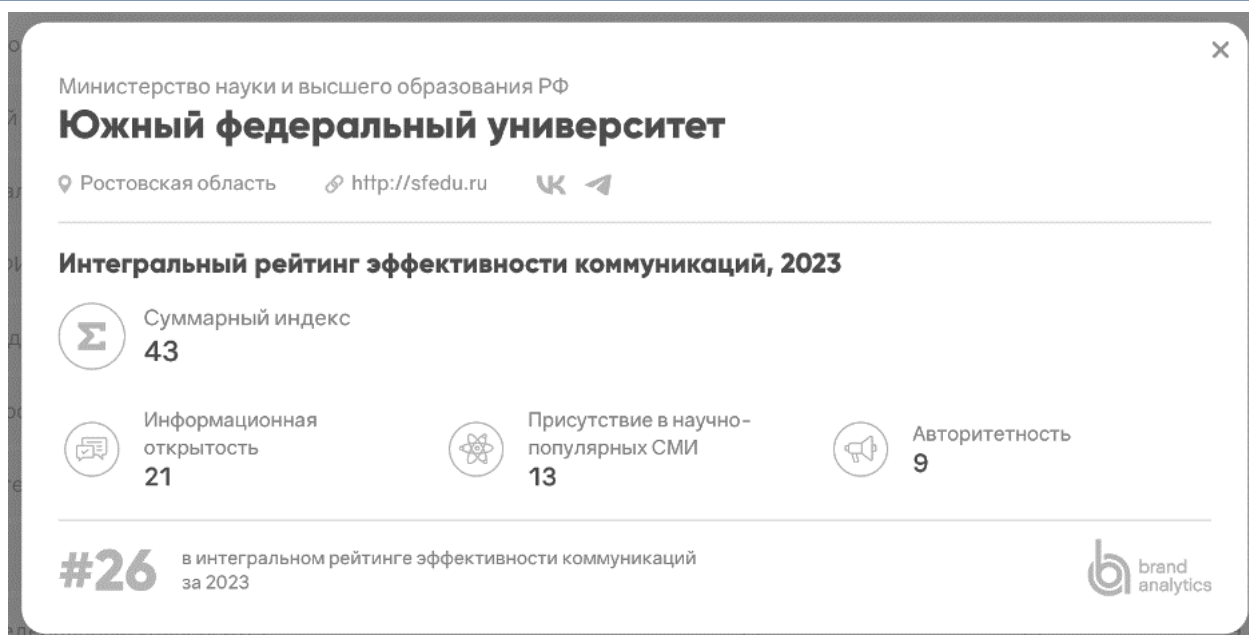 Министерство науки и высшего образования РФ
Южный федеральный университет
Ростовская область http://sfedu.ru
Интегральный рейтинг эффективности коммуникаций, 2023
Суммарный индекс
43
Информационная
открытость
21
Присутствие в научно-
популярных СМИ
13
Авторитетность
9
#26
в интегральном рейтинге эффективности коммуникаций
за 2023
brand
analytics